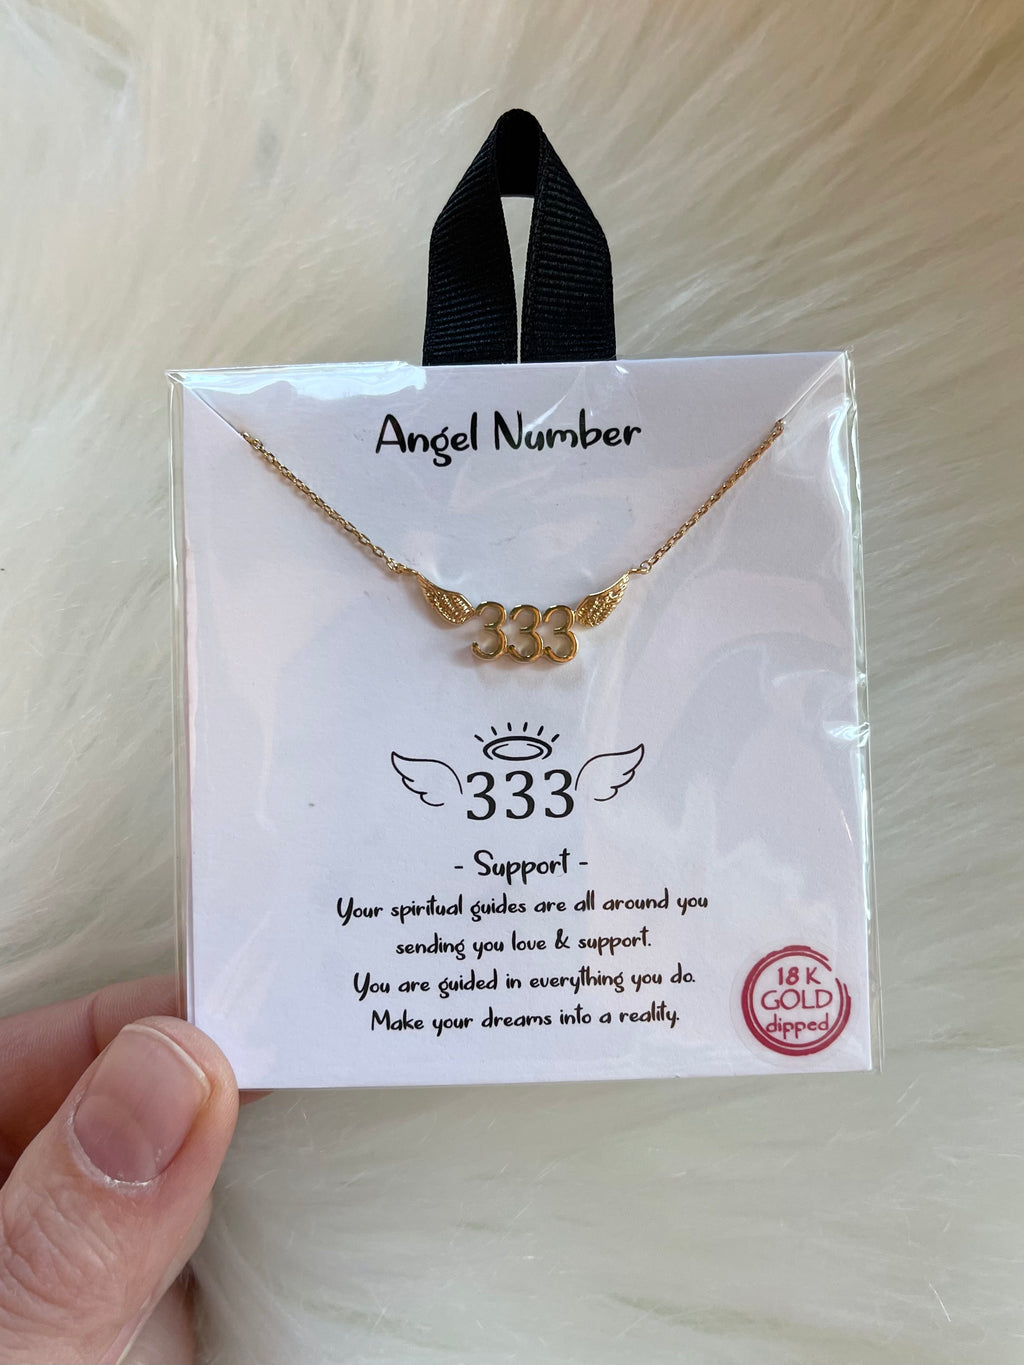 Angel Number
333
333
- Support -
Your spiritual guides are all around you
sending you love & support.
You are guided in everything you do.
Make your dreams into a reality.
18 K
GOLD
dipped